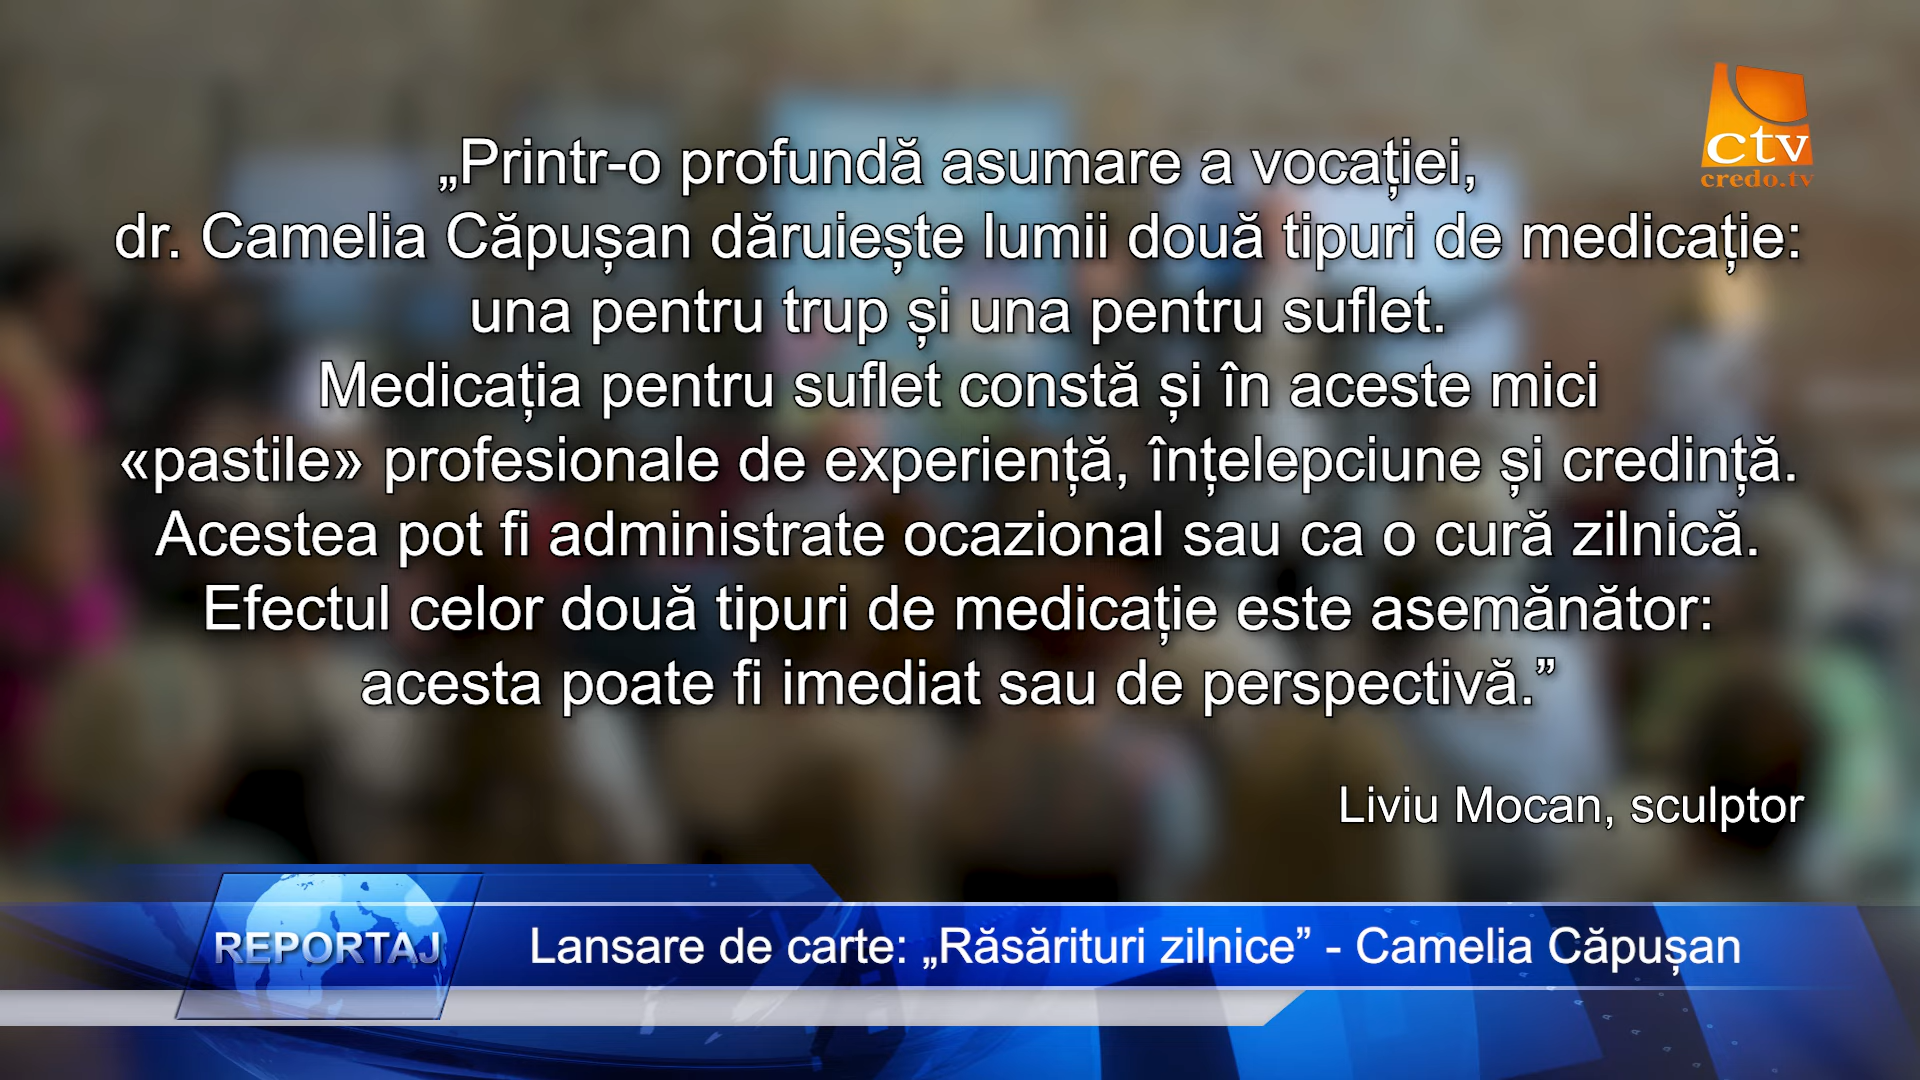 ctv
credo.tv
„Printr-o profundă asumare a vocației,
dr. Camelia Căpușan dăruiește lumii două tipuri de medicație:
una pentru trup și una pentru suflet.
Medicația pentru suflet constă și în aceste mici
«pastile» profesionale de experiență, înțelepciune și credință.
Acestea pot fi administrate ocazional sau ca o cură zilnică.
Efectul celor două tipuri de medicație este asemănător:
acesta poate fi imediat sau de perspectivă.”
Liviu Mocan, sculptor
REPORTAJ
Lansare de carte: „Răsărituri zilnice” - Camelia Căpușan